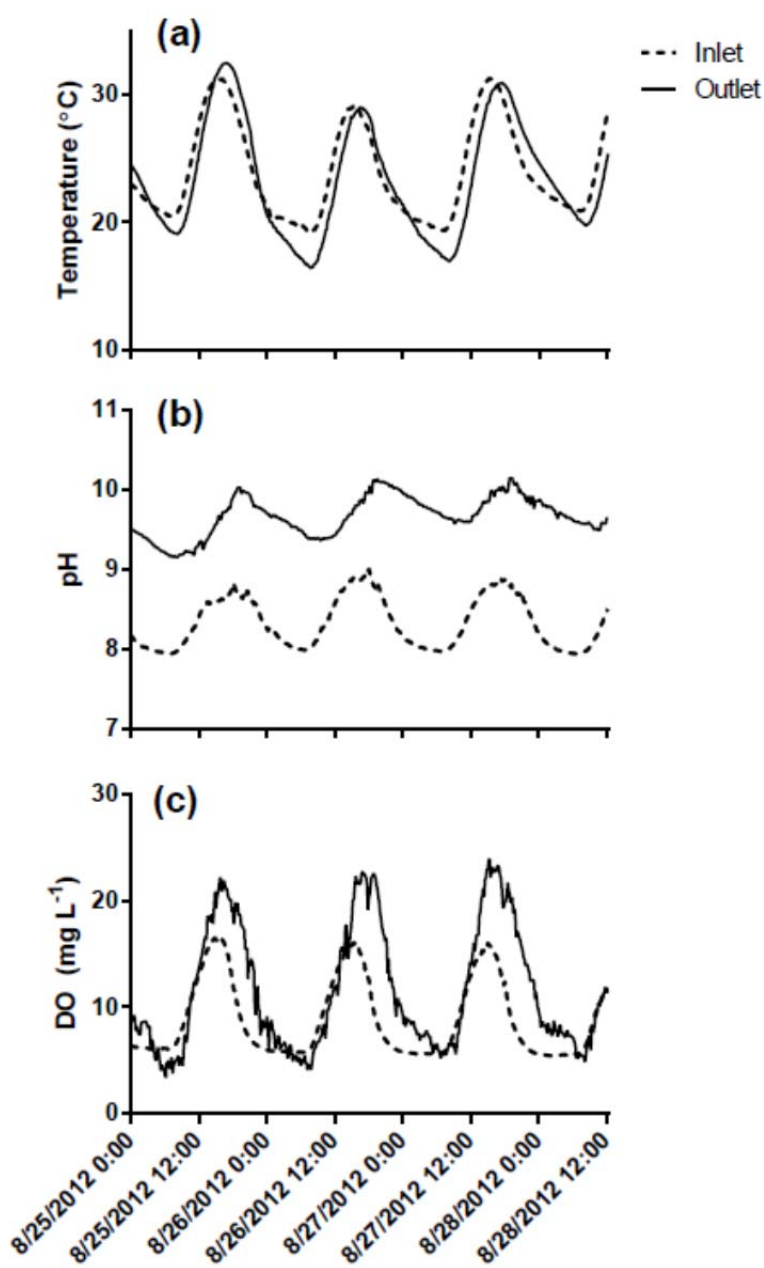 (a)
Inlet
Outlet
Temperature (°C)
30
20
10
(b)
pH
11
10
9
8
7
(c)
DO (mg L⁻¹)
30
20
10
0
8/25/2012 0:00
8/25/2012 12:00
8/26/2012 0:00
8/26/2012 12:00
8/27/2012 0:00
8/27/2012 12:00
8/28/2012 0:00
8/28/2012 12:00